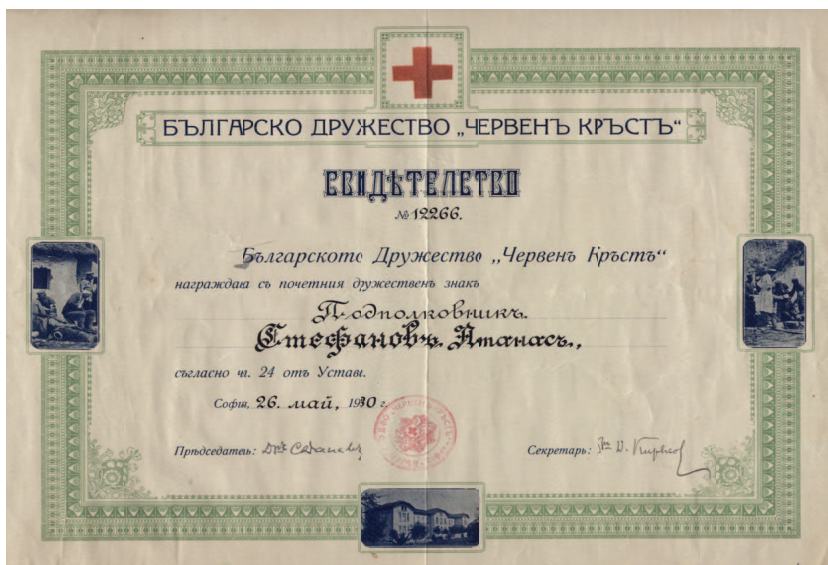 БЪЛГАРСКО ДРУЖЕСТВО „ЧЕРВЕНЪ КРЪСТЪ“
СВИДѢТЕЛСТВО
№ 12266.
Българското Дружество „Червенъ Кръстъ“
награждава съ почетния дружественъ знакъ
Подполковникъ.
Стефановъ Атанасъ.,
съгласно чл. 24 отъ Устава.
София, 26. май, 1930 г.
Прѣдседатель:
Секретарь: